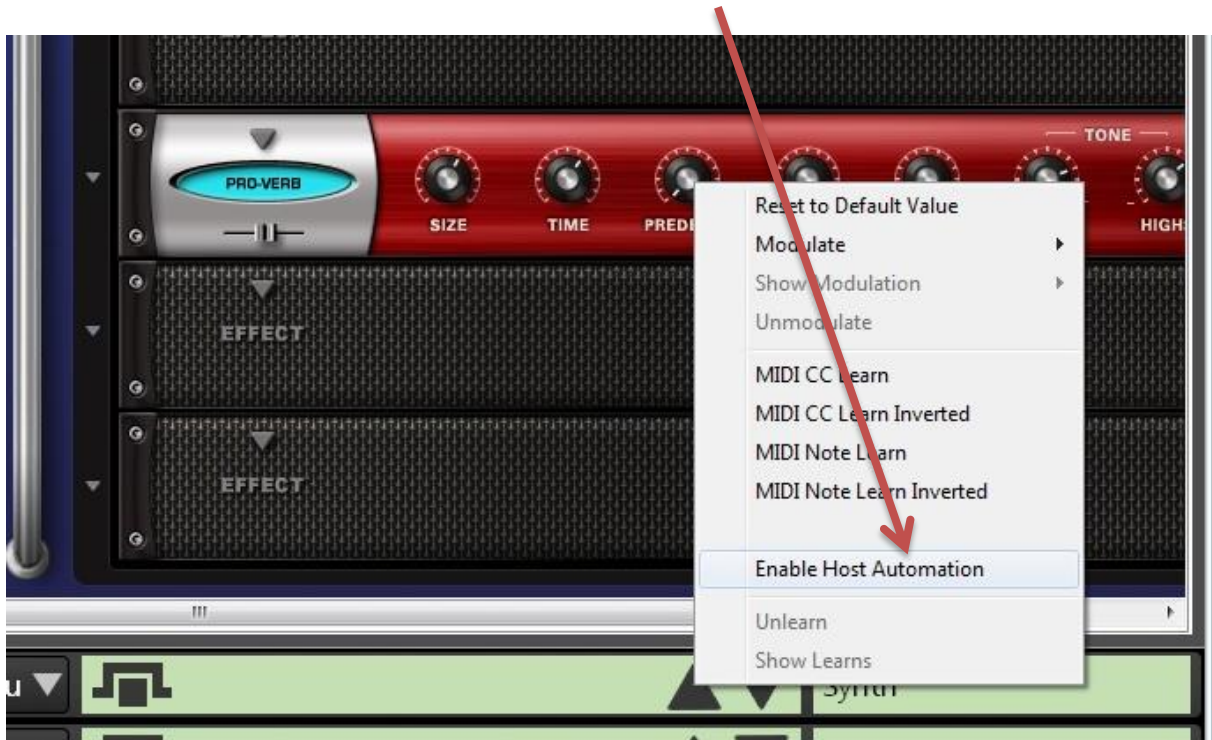 TONE
PRO-VERB
SIZE
TIME
HIGH
Reset to Default Value
Modulate
Show Modulation
Unmodulate
EFFECT
MIDI CC Learn
MIDI CC Learn Inverted
MIDI Note Learn
MIDI Note Learn Inverted
EFFECT
Enable Host Automation
Unlearn
Show Learns
Synth